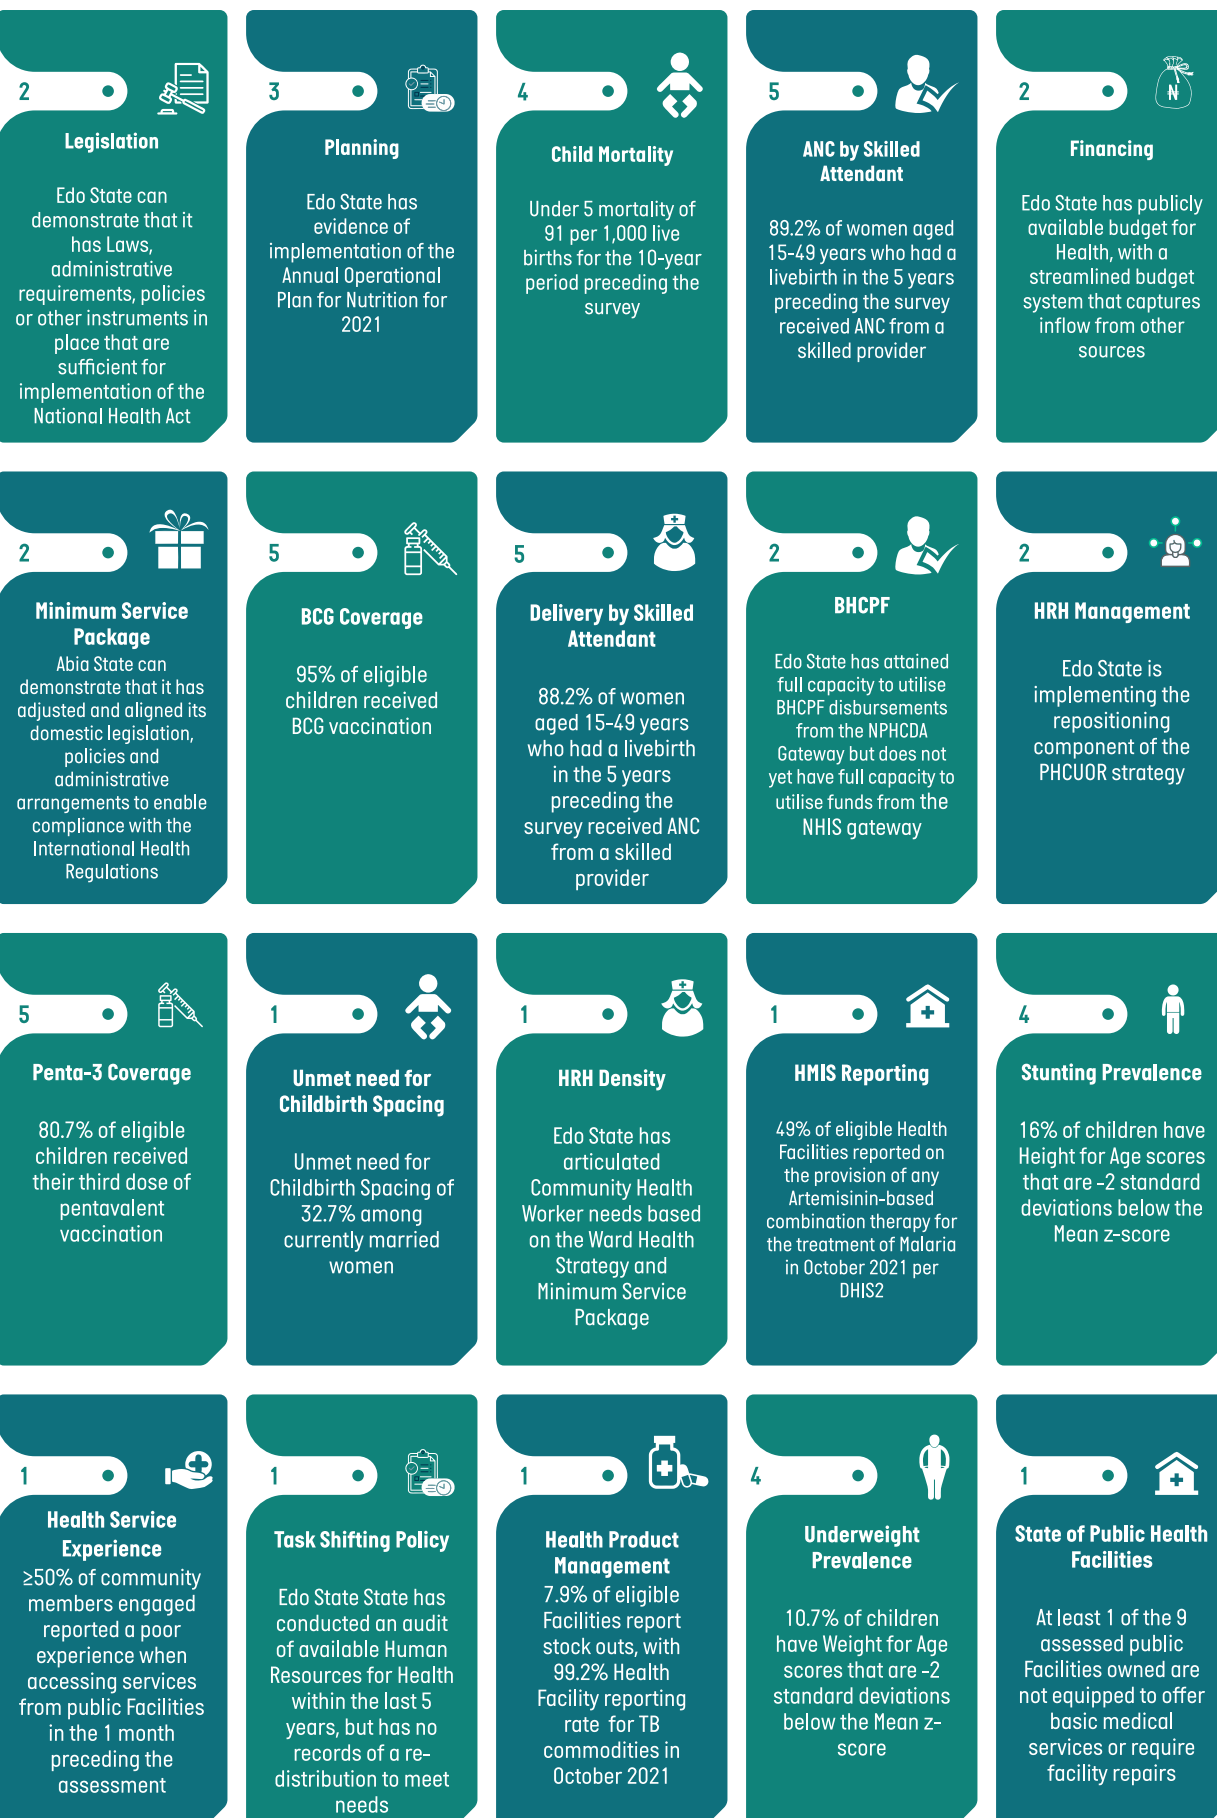 2
Legislation
Edo State can
demonstrate that it
has Laws,
administrative
requirements, policies
or other instruments in
place that are
sufficient for
implementation of the
National Health Act
3
Planning
Edo State has
evidence of
implementation of the
Annual Operational
Plan for Nutrition for
2021
4
Child Mortality
Under 5 mortality of
91 per 1,000 live
births for the 10-year
period preceding the
survey
5
ANC by Skilled
Attendant
89.2% of women aged
15-49 years who had a
livebirth in the 5 years
preceding the survey
received ANC from a
skilled provider
2
₦
Financing
Edo State has publicly
available budget for
Health, with a
streamlined budget
system that captures
inflow from other
sources
2
Minimum Service
Package
Abia State can
demonstrate that it has
adjusted and aligned its
domestic legislation,
policies and
administrative
arrangements to enable
compliance with the
International Health
Regulations
5
BCG Coverage
95% of eligible
children received
BCG vaccination
5
Delivery by Skilled
Attendant
88.2% of women
aged 15-49 years
who had a livebirth
in the 5 years
preceding the
survey received ANC
from a skilled
provider
2
BHCPF
Edo State has attained
full capacity to utilise
BHCPF disbursements
from the NPHCDA
Gateway but does not
yet have full capacity to
utilise funds from the
NHIS gateway
2
HRH Management
Edo State is
implementing the
repositioning
component of the
PHCUOR strategy
5
Penta-3 Coverage
80.7% of eligible
children received
their third dose of
pentavalent
vaccination
1
Unmet need for
Childbirth Spacing
Unmet need for
Childbirth Spacing of
32.7% among
currently married
women
1
HRH Density
Edo State has
articulated
Community Health
Worker needs based
on the Ward Health
Strategy and
Minimum Service
Package
1
HMIS Reporting
49% of eligible Health
Facilities reported on
the provision of any
Artemisinin-based
combination therapy for
the treatment of Malaria
in October 2021 per
DHIS2
4
Stunting Prevalence
16% of children have
Height for Age scores
that are -2 standard
deviations below the
Mean z-score
1
Health Service
Experience
≥50% of community
members engaged
reported a poor
experience when
accessing services
from public Facilities
in the 1 month
preceding the
assessment
1
Task Shifting Policy
Edo State State has
conducted an audit
of available Human
Resources for Health
within the last 5
years, but has no
records of a re-
distribution to meet
needs
1
Health Product
Management
7.9% of eligible
Facilities report
stock outs, with
99.2% Health
Facility reporting
rate for TB
commodities in
October 2021
4
Underweight
Prevalence
10.7% of children
have Weight for Age
scores that are -2
standard deviations
below the Mean z-
score
1
State of Public Health
Facilities
At least 1 of the 9
assessed public
Facilities owned are
not equipped to offer
basic medical
services or require
facility repairs